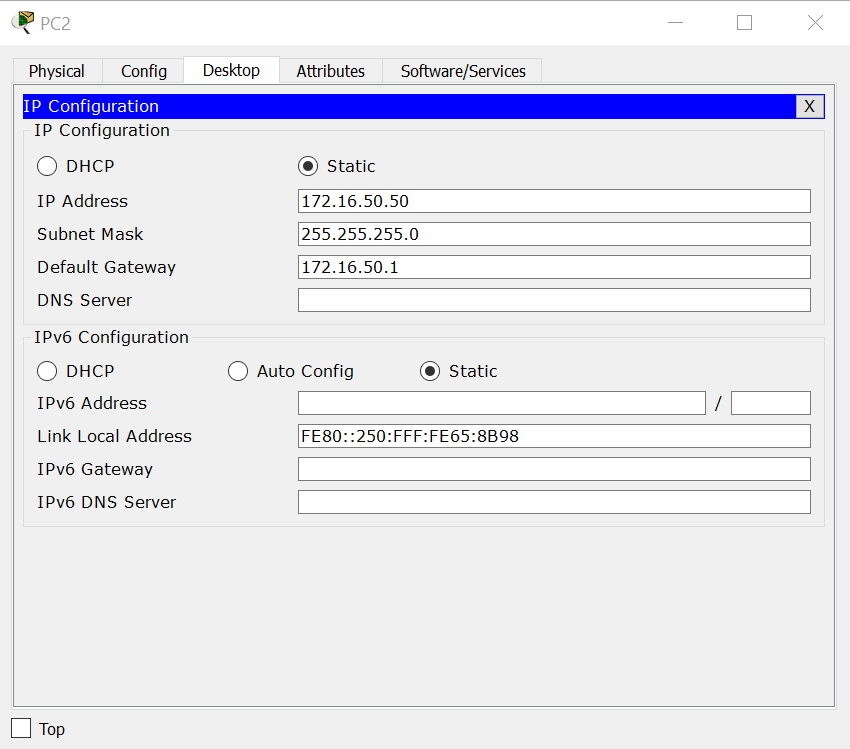 PC2
Physical Config Desktop Attributes Software/Services
IP Configuration X
IP Configuration
DHCP Static
IP Address 172.16.50.50
Subnet Mask 255.255.255.0
Default Gateway 172.16.50.1
DNS Server
IPv6 Configuration
DHCP Auto Config Static
IPv6 Address /
Link Local Address FE80::250:FFF:FE65:8B98
IPv6 Gateway
IPv6 DNS Server
Top